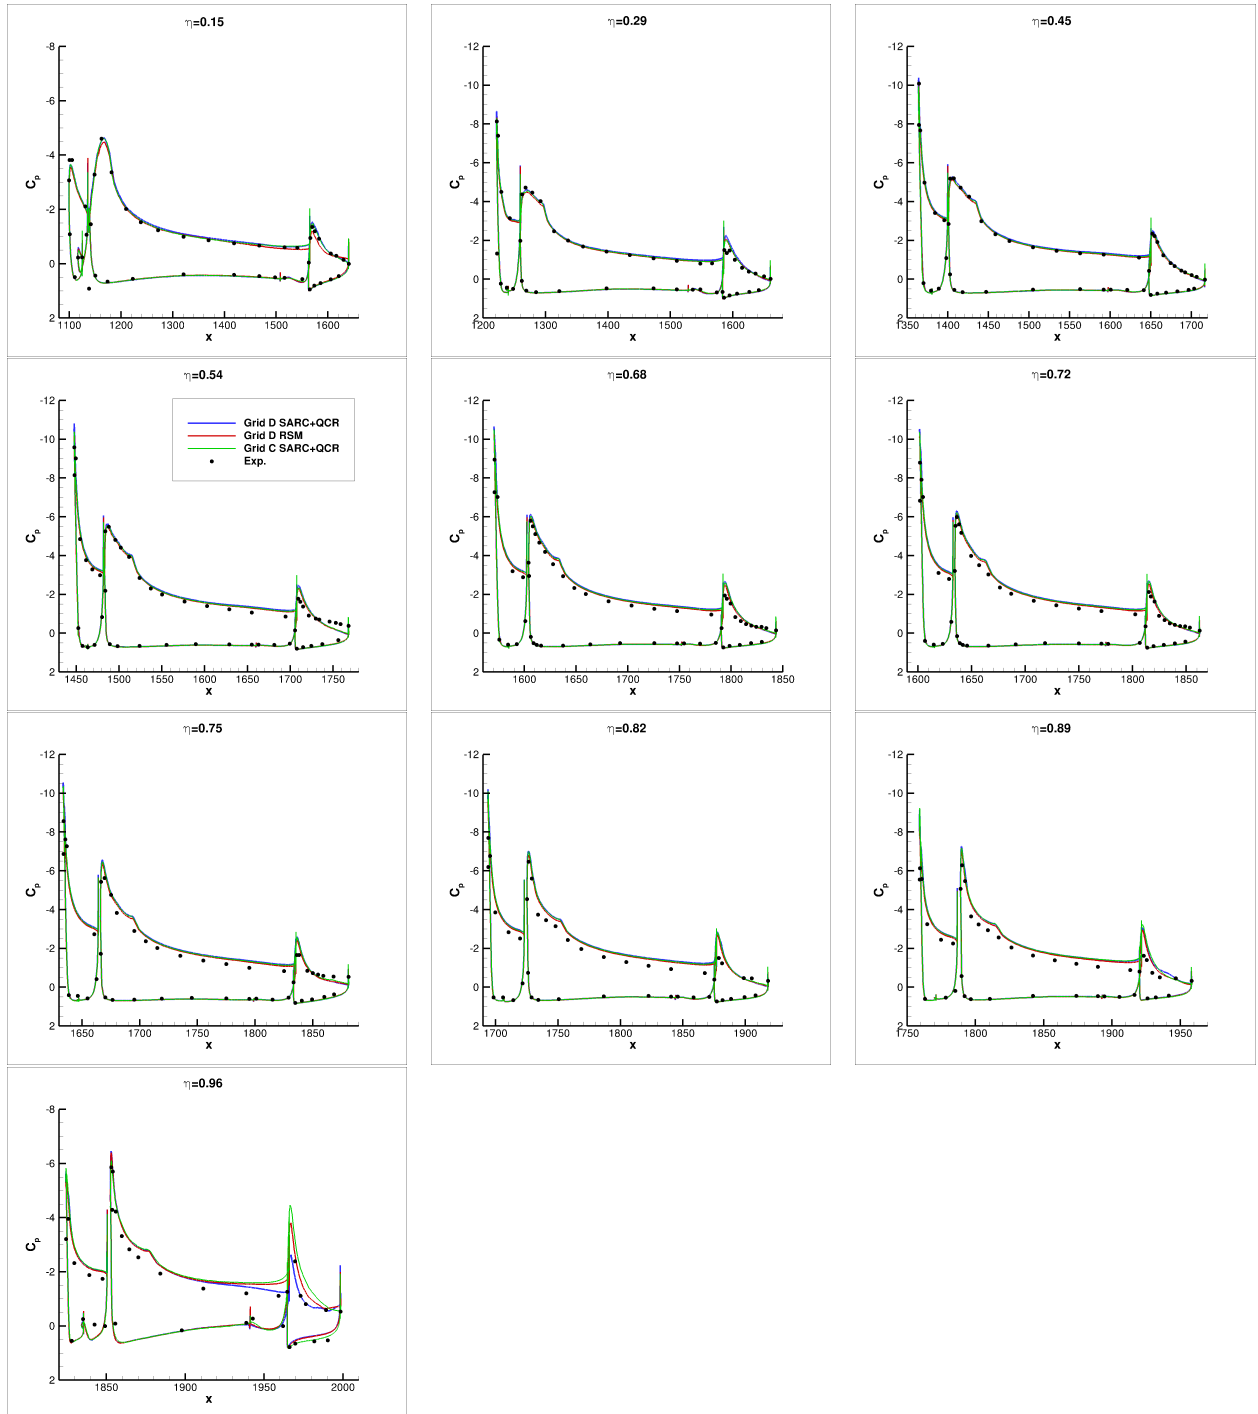 η=0.15
-8
-6
-4
-2
0
2
Cp
1100 1200 1300 1400 1500 1600
x
η=0.29
-12
-10
-8
-6
-4
-2
0
2
Cp
1200 1300 1400 1500 1600
x
η=0.45
-12
-10
-8
-6
-4
-2
0
2
Cp
1350 1400 1450 1500 1550 1600 1650 1700
x
η=0.54
-12
-10
-8
-6
-4
-2
0
2
Cp
Grid D SARC+QCR
Grid D RSM
Grid C SARC+QCR
Exp.
1450 1500 1550 1600 1650 1700 1750
x
η=0.68
-12
-10
-8
-6
-4
-2
0
2
Cp
1600 1650 1700 1750 1800 1850
x
η=0.72
-12
-10
-8
-6
-4
-2
0
2
Cp
1600 1650 1700 1750 1800 1850
x
η=0.75
-12
-10
-8
-6
-4
-2
0
2
Cp
1650 1700 1750 1800 1850
x
η=0.82
-12
-10
-8
-6
-4
-2
0
2
Cp
1700 1750 1800 1850 1900
x
η=0.89
-12
-10
-8
-6
-4
-2
0
2
Cp
1750 1800 1850 1900 1950
x
η=0.96
-8
-6
-4
-2
0
2
Cp
1850 1900 1950 2000
x